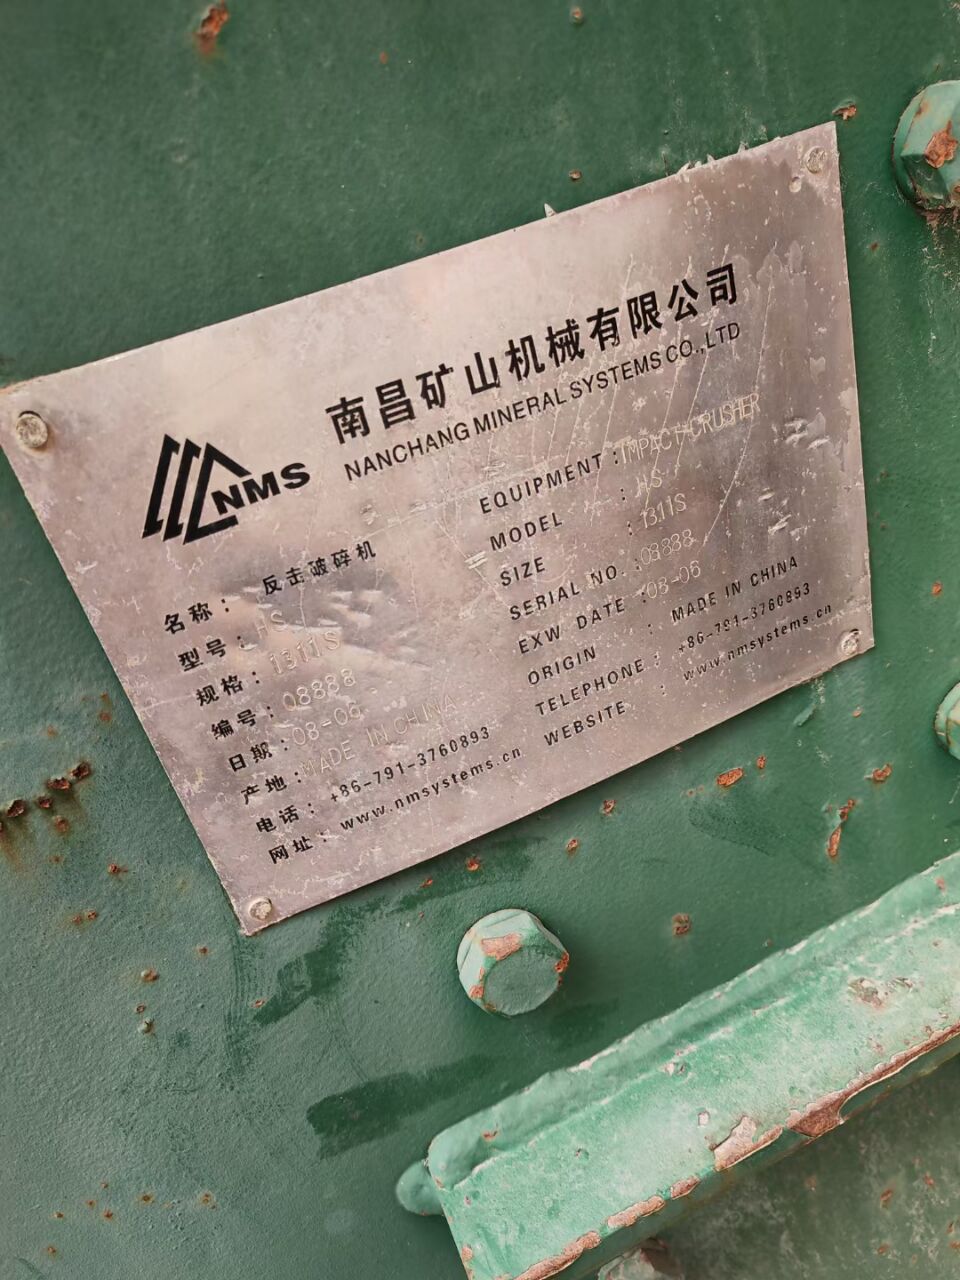 南昌矿山机械有限公司
NANCHANG MINERAL SYSTEMS CO.,LTD
NMS
名称： 反击破碎机
型号：HS
规格：1311S
编号：08888
日期：08-06
产地：MADE IN CHINA
电话：+86-791-3760893
网址：www.nmsystems.cn
EQUIPMENT：IMPACT CRUSHER
MODEL：HS
SIZE：1311S
SERIAL NO.：08888
EXW DATE：08-06
ORIGIN：MADE IN CHINA
TELEPHONE：+86-791-3760893
WEBSITE：www.nmsystems.cn